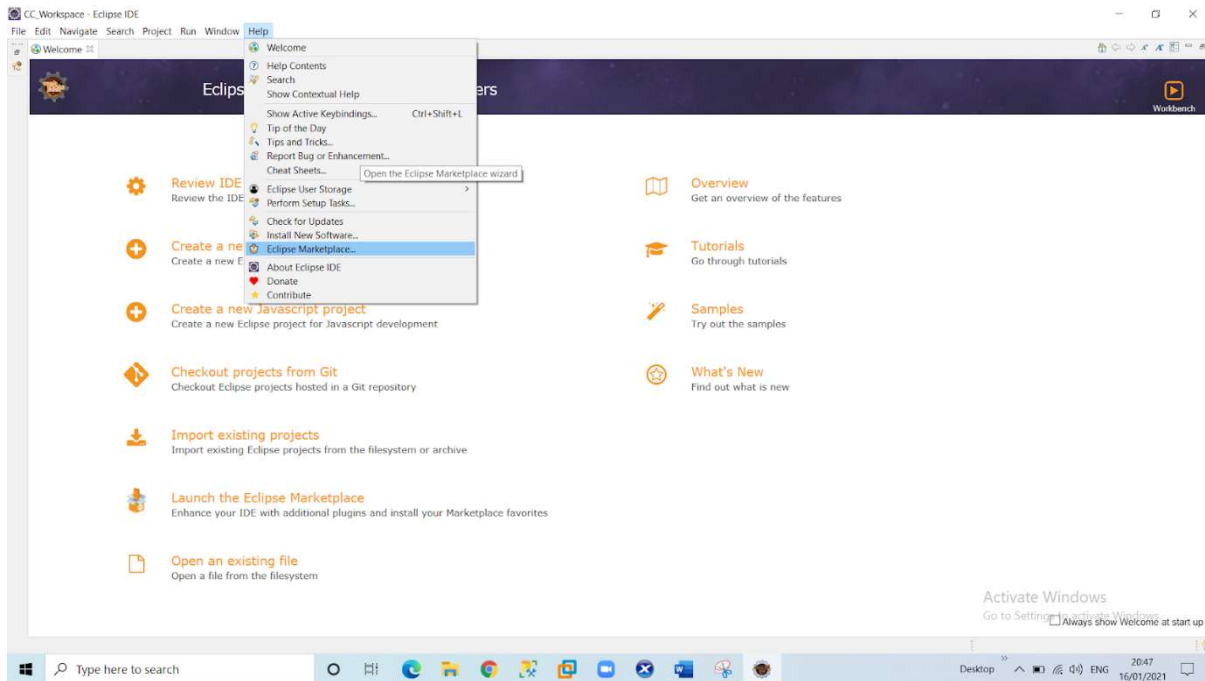 CC_Workspace - Eclipse IDE
File Edit Navigate Search Project Run Window Help
Welcome
Eclips
ers
Workbench
Welcome
Help Contents
Search
Show Contextual Help
Show Active Keybindings... Ctrl+Shift+L
Tip of the Day
Tips and Tricks...
Report Bug or Enhancement...
Cheat Sheets...
Open the Eclipse Marketplace wizard
Eclipse User Storage
Perform Setup Tasks...
Check for Updates
Install New Software...
Eclipse Marketplace...
About Eclipse IDE
Donate
Contribute
Review IDE
Review the IDE
Create a ne
Create a new E
Create a new Javascript project
Create a new Eclipse project for Javascript development
Checkout projects from Git
Checkout Eclipse projects hosted in a Git repository
Import existing projects
Import existing Eclipse projects from the filesystem or archive
Launch the Eclipse Marketplace
Enhance your IDE with additional plugins and install your Marketplace favorites
Open an existing file
Open a file from the filesystem
Overview
Get an overview of the features
Tutorials
Go through tutorials
Samples
Try out the samples
What's New
Find out what is new
Activate Windows
Go to Settings to activate Windows.
Always show Welcome at start up
Type here to search
Desktop
ENG
20:47
16/01/2021